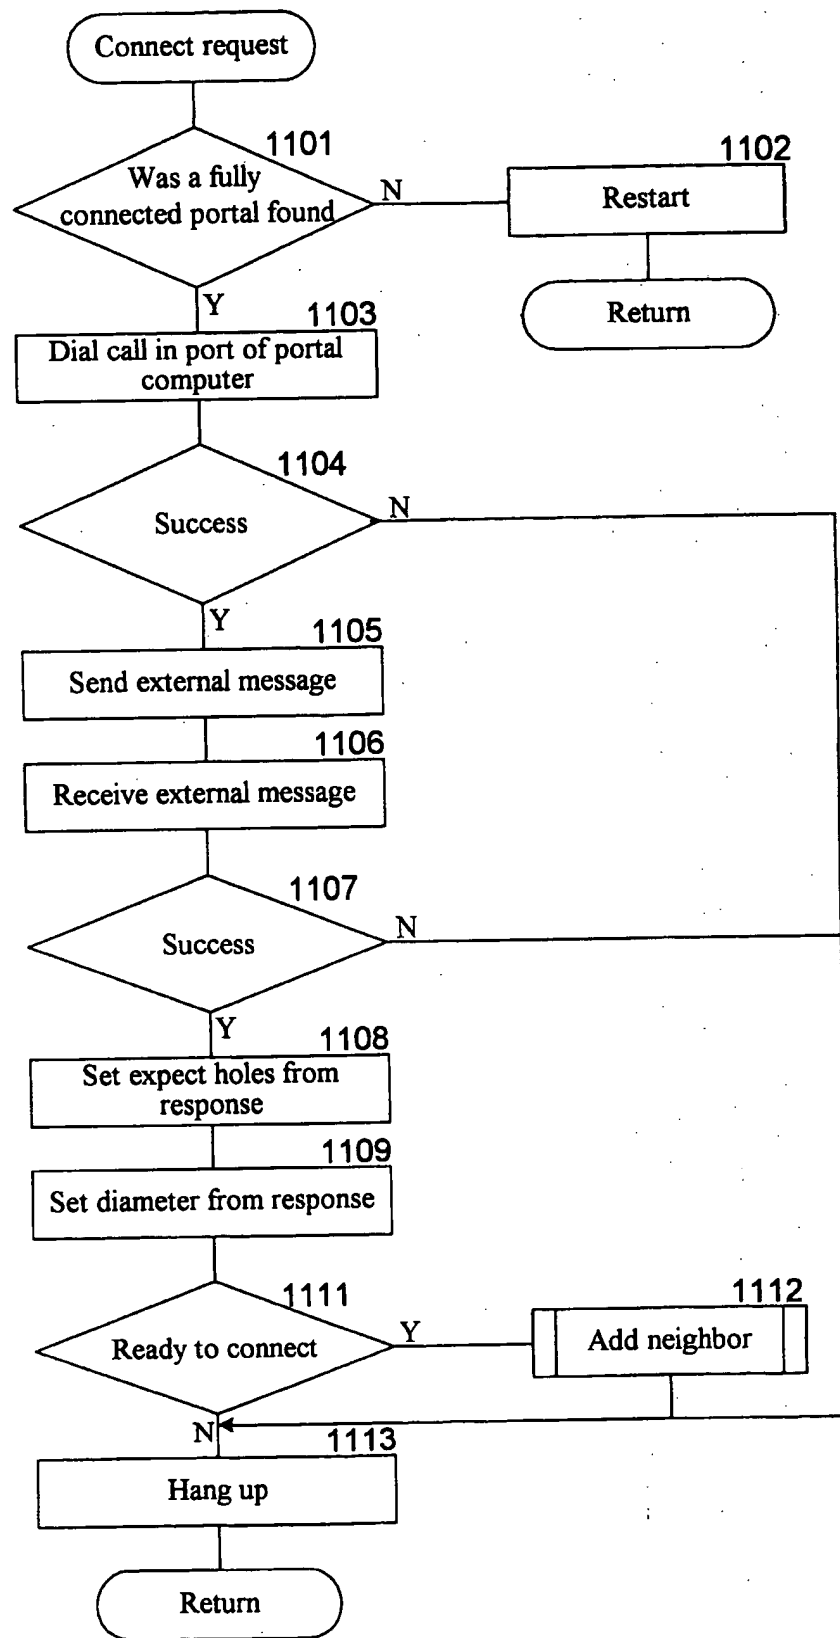 Connect request
1101
Was a fully
connected portal found
N
1102
Restart
Return
Y
1103
Dial call in port of portal
computer
1104
Success
N
Y
1105
Send external message
1106
Receive external message
1107
Success
N
Y
1108
Set expect holes from
response
1109
Set diameter from response
1111
Ready to connect
Y
1112
Add neighbor
N
1113
Hang up
Return